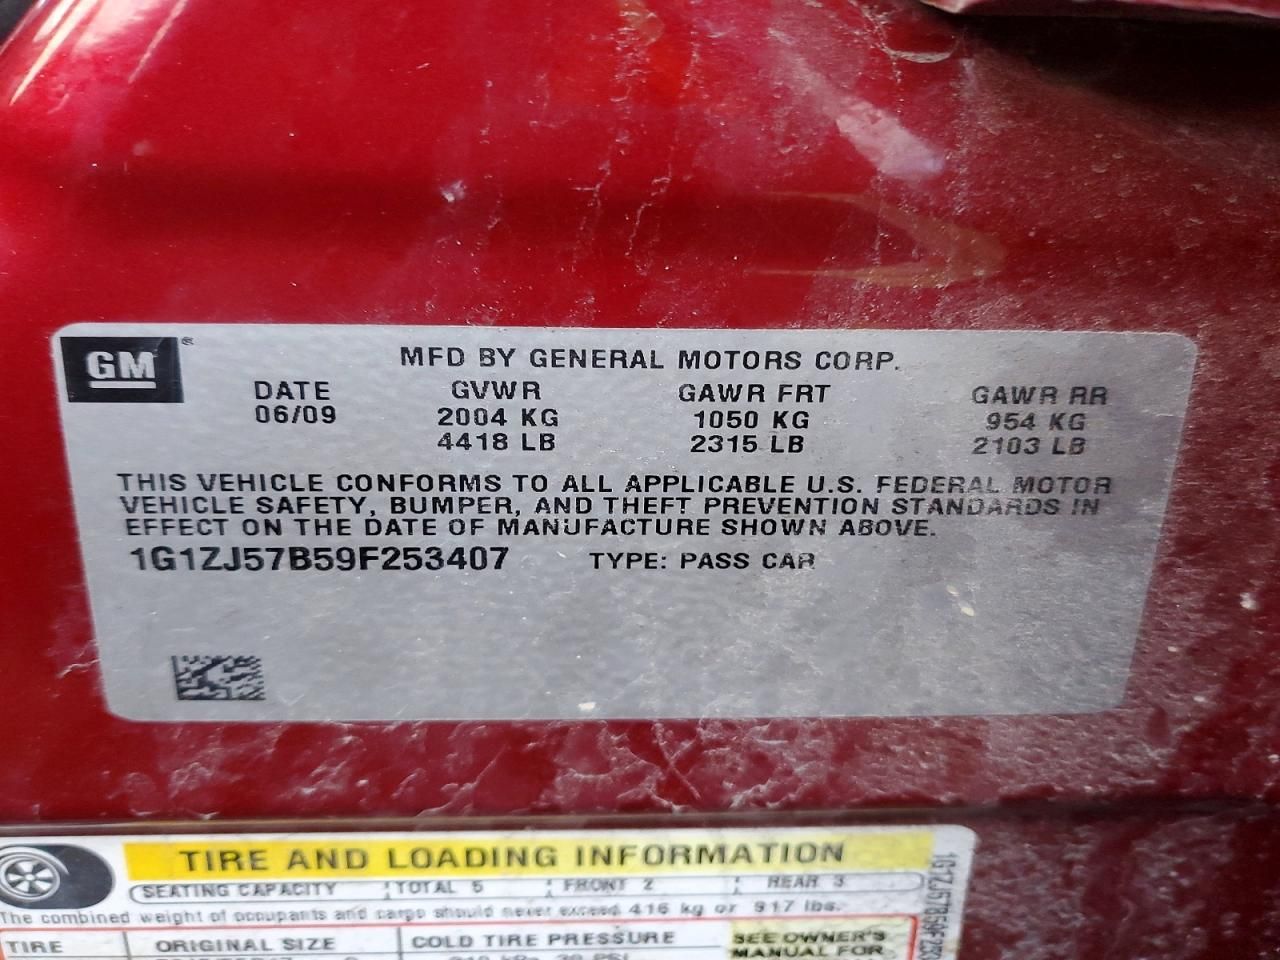 GM ®
MFD BY GENERAL MOTORS CORP.
DATE GVWR GAWR FRT GAWR RR
06/09 2004 KG 1050 KG 954 KG
4418 LB 2315 LB 2103 LB
THIS VEHICLE CONFORMS TO ALL APPLICABLE U.S. FEDERAL MOTOR
VEHICLE SAFETY, BUMPER, AND THEFT PREVENTION STANDARDS IN
EFFECT ON THE DATE OF MANUFACTURE SHOWN ABOVE.
1G1ZJ57B59F253407 TYPE: PASS CAR
TIRE AND LOADING INFORMATION
SEATING CAPACITY TOTAL 5 FRONT 2 REAR 3
The combined weight of occupants and cargo should never exceed 416 kg or 917 lbs.
TIRE ORIGINAL SIZE COLD TIRE PRESSURE SEE OWNER'S
MANUAL FOR